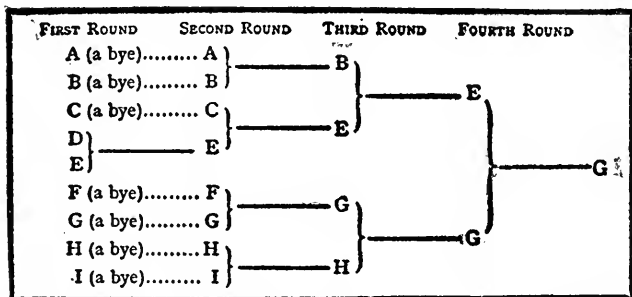 First Round Second Round Third Round Fourth Round
A (a bye)......... A
B
B (a bye)......... B
E
C (a bye)......... C
E
D
E
E
G
F (a bye)......... F
G
G (a bye)......... G
G
H (a bye)......... H
H
I (a bye)......... I